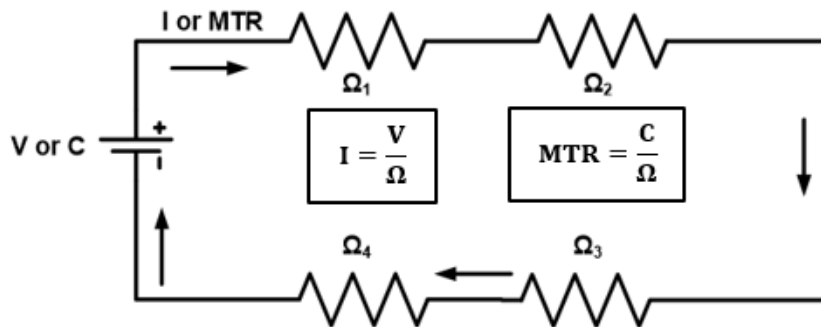 I or MTR
Ω₁
Ω₂
V or C
+
-
I = V/Ω
MTR = C/Ω
Ω₄
Ω₃